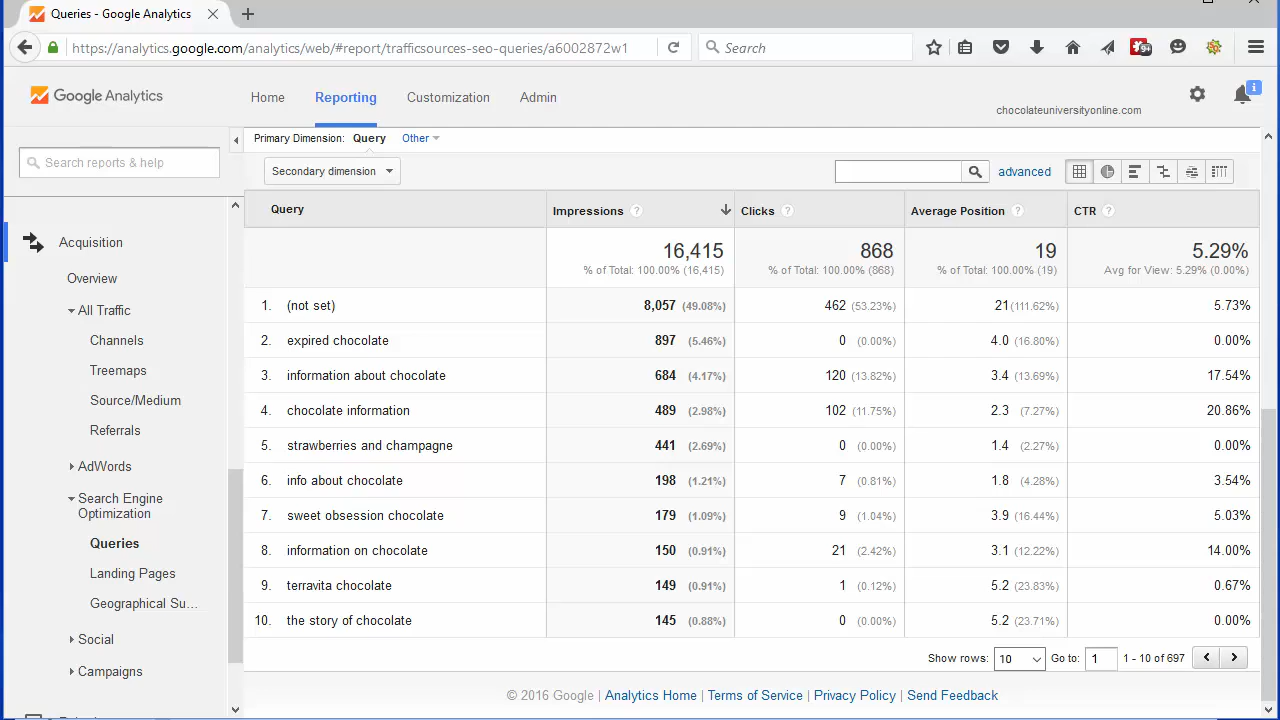 Queries - Google Analytics
https://analytics.google.com/analytics/web/#report/trafficsources-seo-queries/a6002872w1
Search
Google Analytics
Home
Reporting
Customization
Admin
chocolateuniversityonline.com
i
Search reports & help
Primary Dimension: Query Other
Secondary dimension
advanced
Acquisition
Overview
All Traffic
Channels
Treemaps
Source/Medium
Referrals
AdWords
Search Engine
Optimization
Queries
Landing Pages
Geographical Su...
Social
Campaigns
Query Impressions ? Clicks ? Average Position ? CTR ?
16,415 868 19 5.29%
% of Total: 100.00% (16,415) % of Total: 100.00% (868) % of Total: 100.00% (19) Avg for View: 5.29% (0.00%)
1. (not set) 8,057 (49.08%) 462 (53.23%) 21 (111.62%) 5.73%
2. expired chocolate 897 (5.46%) 0 (0.00%) 4.0 (16.80%) 0.00%
3. information about chocolate 684 (4.17%) 120 (13.82%) 3.4 (13.69%) 17.54%
4. chocolate information 489 (2.98%) 102 (11.75%) 2.3 (7.27%) 20.86%
5. strawberries and champagne 441 (2.69%) 0 (0.00%) 1.4 (2.27%) 0.00%
6. info about chocolate 198 (1.21%) 7 (0.81%) 1.8 (4.28%) 3.54%
7. sweet obsession chocolate 179 (1.09%) 9 (1.04%) 3.9 (16.44%) 5.03%
8. information on chocolate 150 (0.91%) 21 (2.42%) 3.1 (12.22%) 14.00%
9. terravita chocolate 149 (0.91%) 1 (0.12%) 5.2 (23.83%) 0.67%
10. the story of chocolate 145 (0.88%) 0 (0.00%) 5.2 (23.71%) 0.00%
Show rows: 10 Go to: 1 1 - 10 of 697
© 2016 Google | Analytics Home | Terms of Service | Privacy Policy | Send Feedback